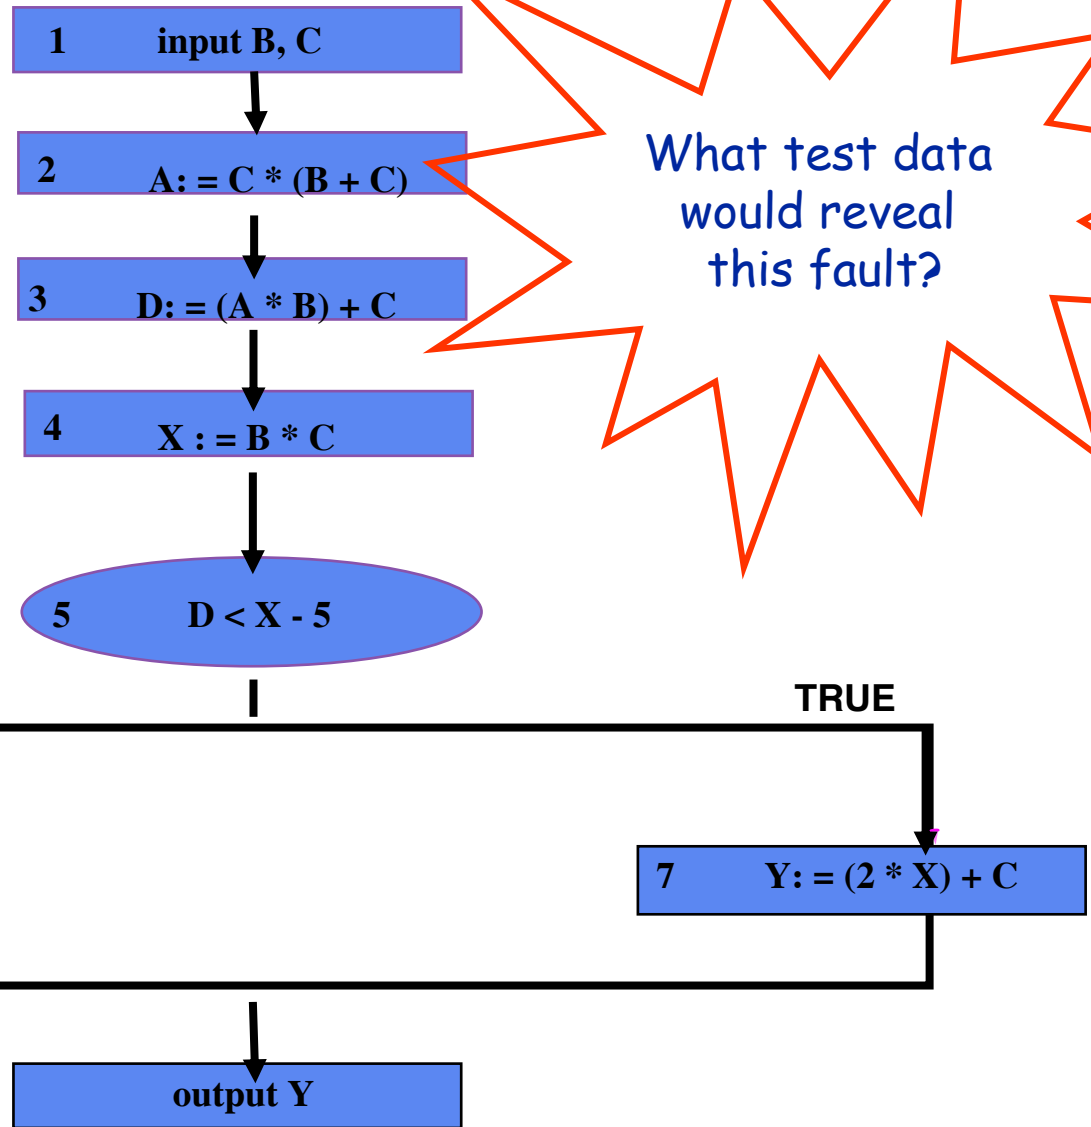 1 input B, C
2 A: = C * (B + C)
What test data
would reveal
this fault?
3 D: = (A * B) + C
4 X : = B * C
5 D < X - 5
TRUE
7 Y: = (2 * X) + C
output Y